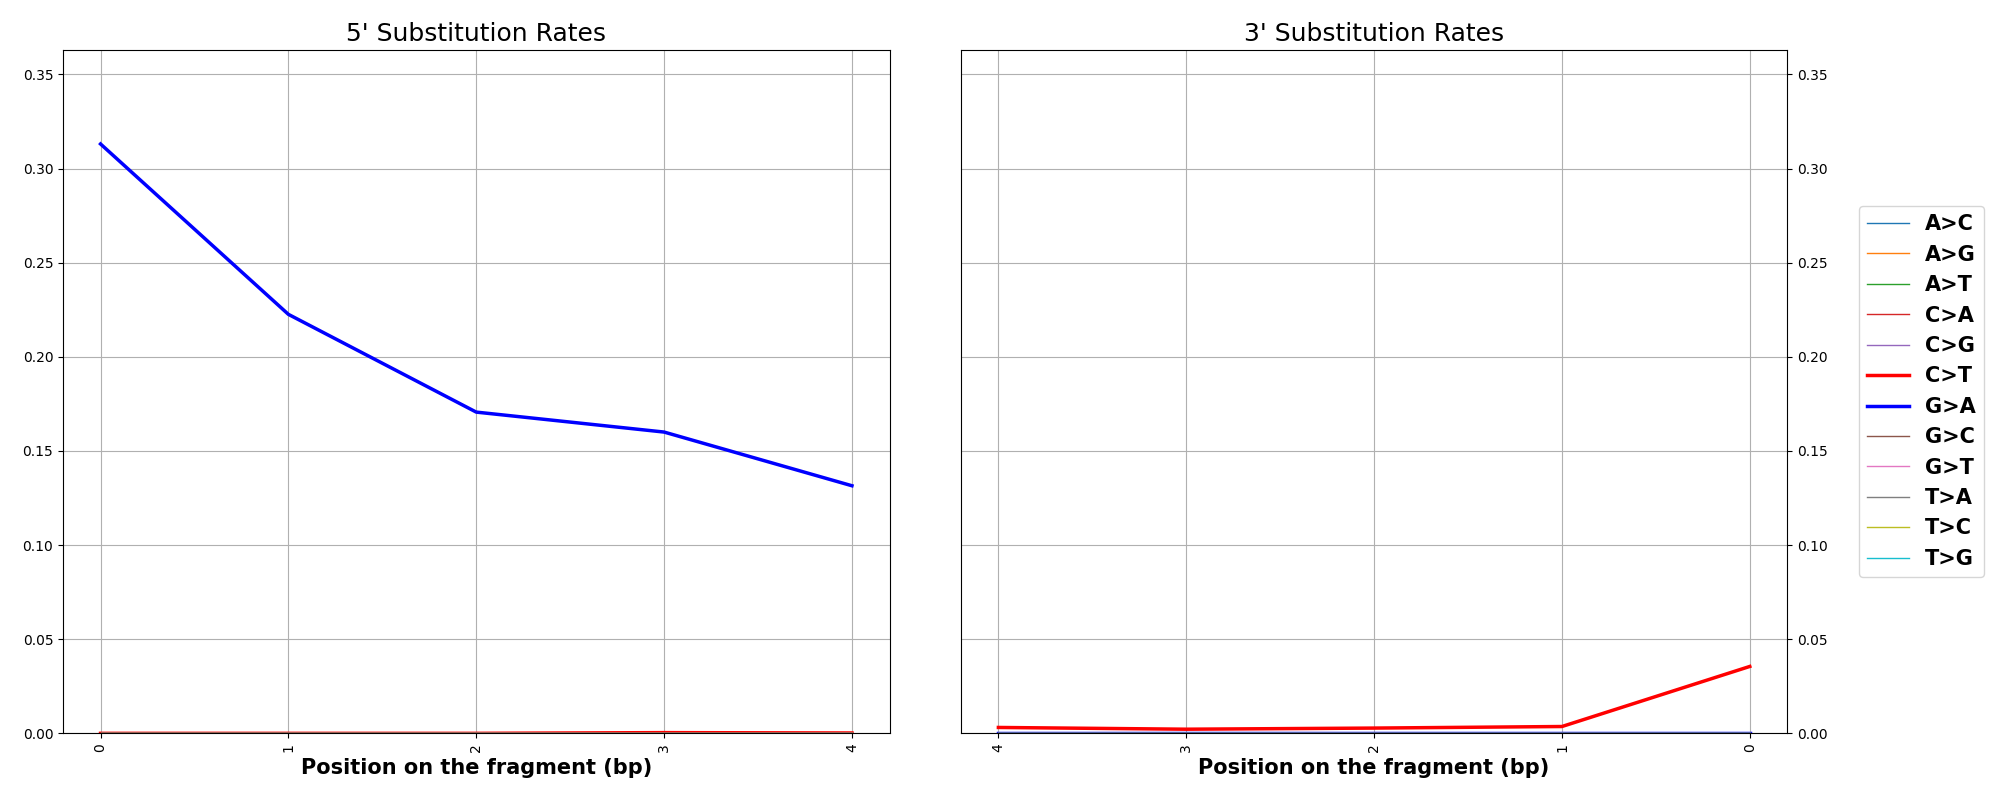 5' Substitution Rates
3' Substitution Rates
0.35
0.30
0.25
0.20
0.15
0.10
0.05
0.00
0 1 2 3 4
Position on the fragment (bp)
4 3 2 1 0
Position on the fragment (bp)
0.35
0.30
0.25
0.20
0.15
0.10
0.05
0.00
A>C
A>G
A>T
C>A
C>G
C>T
G>A
G>C
G>T
T>A
T>C
T>G